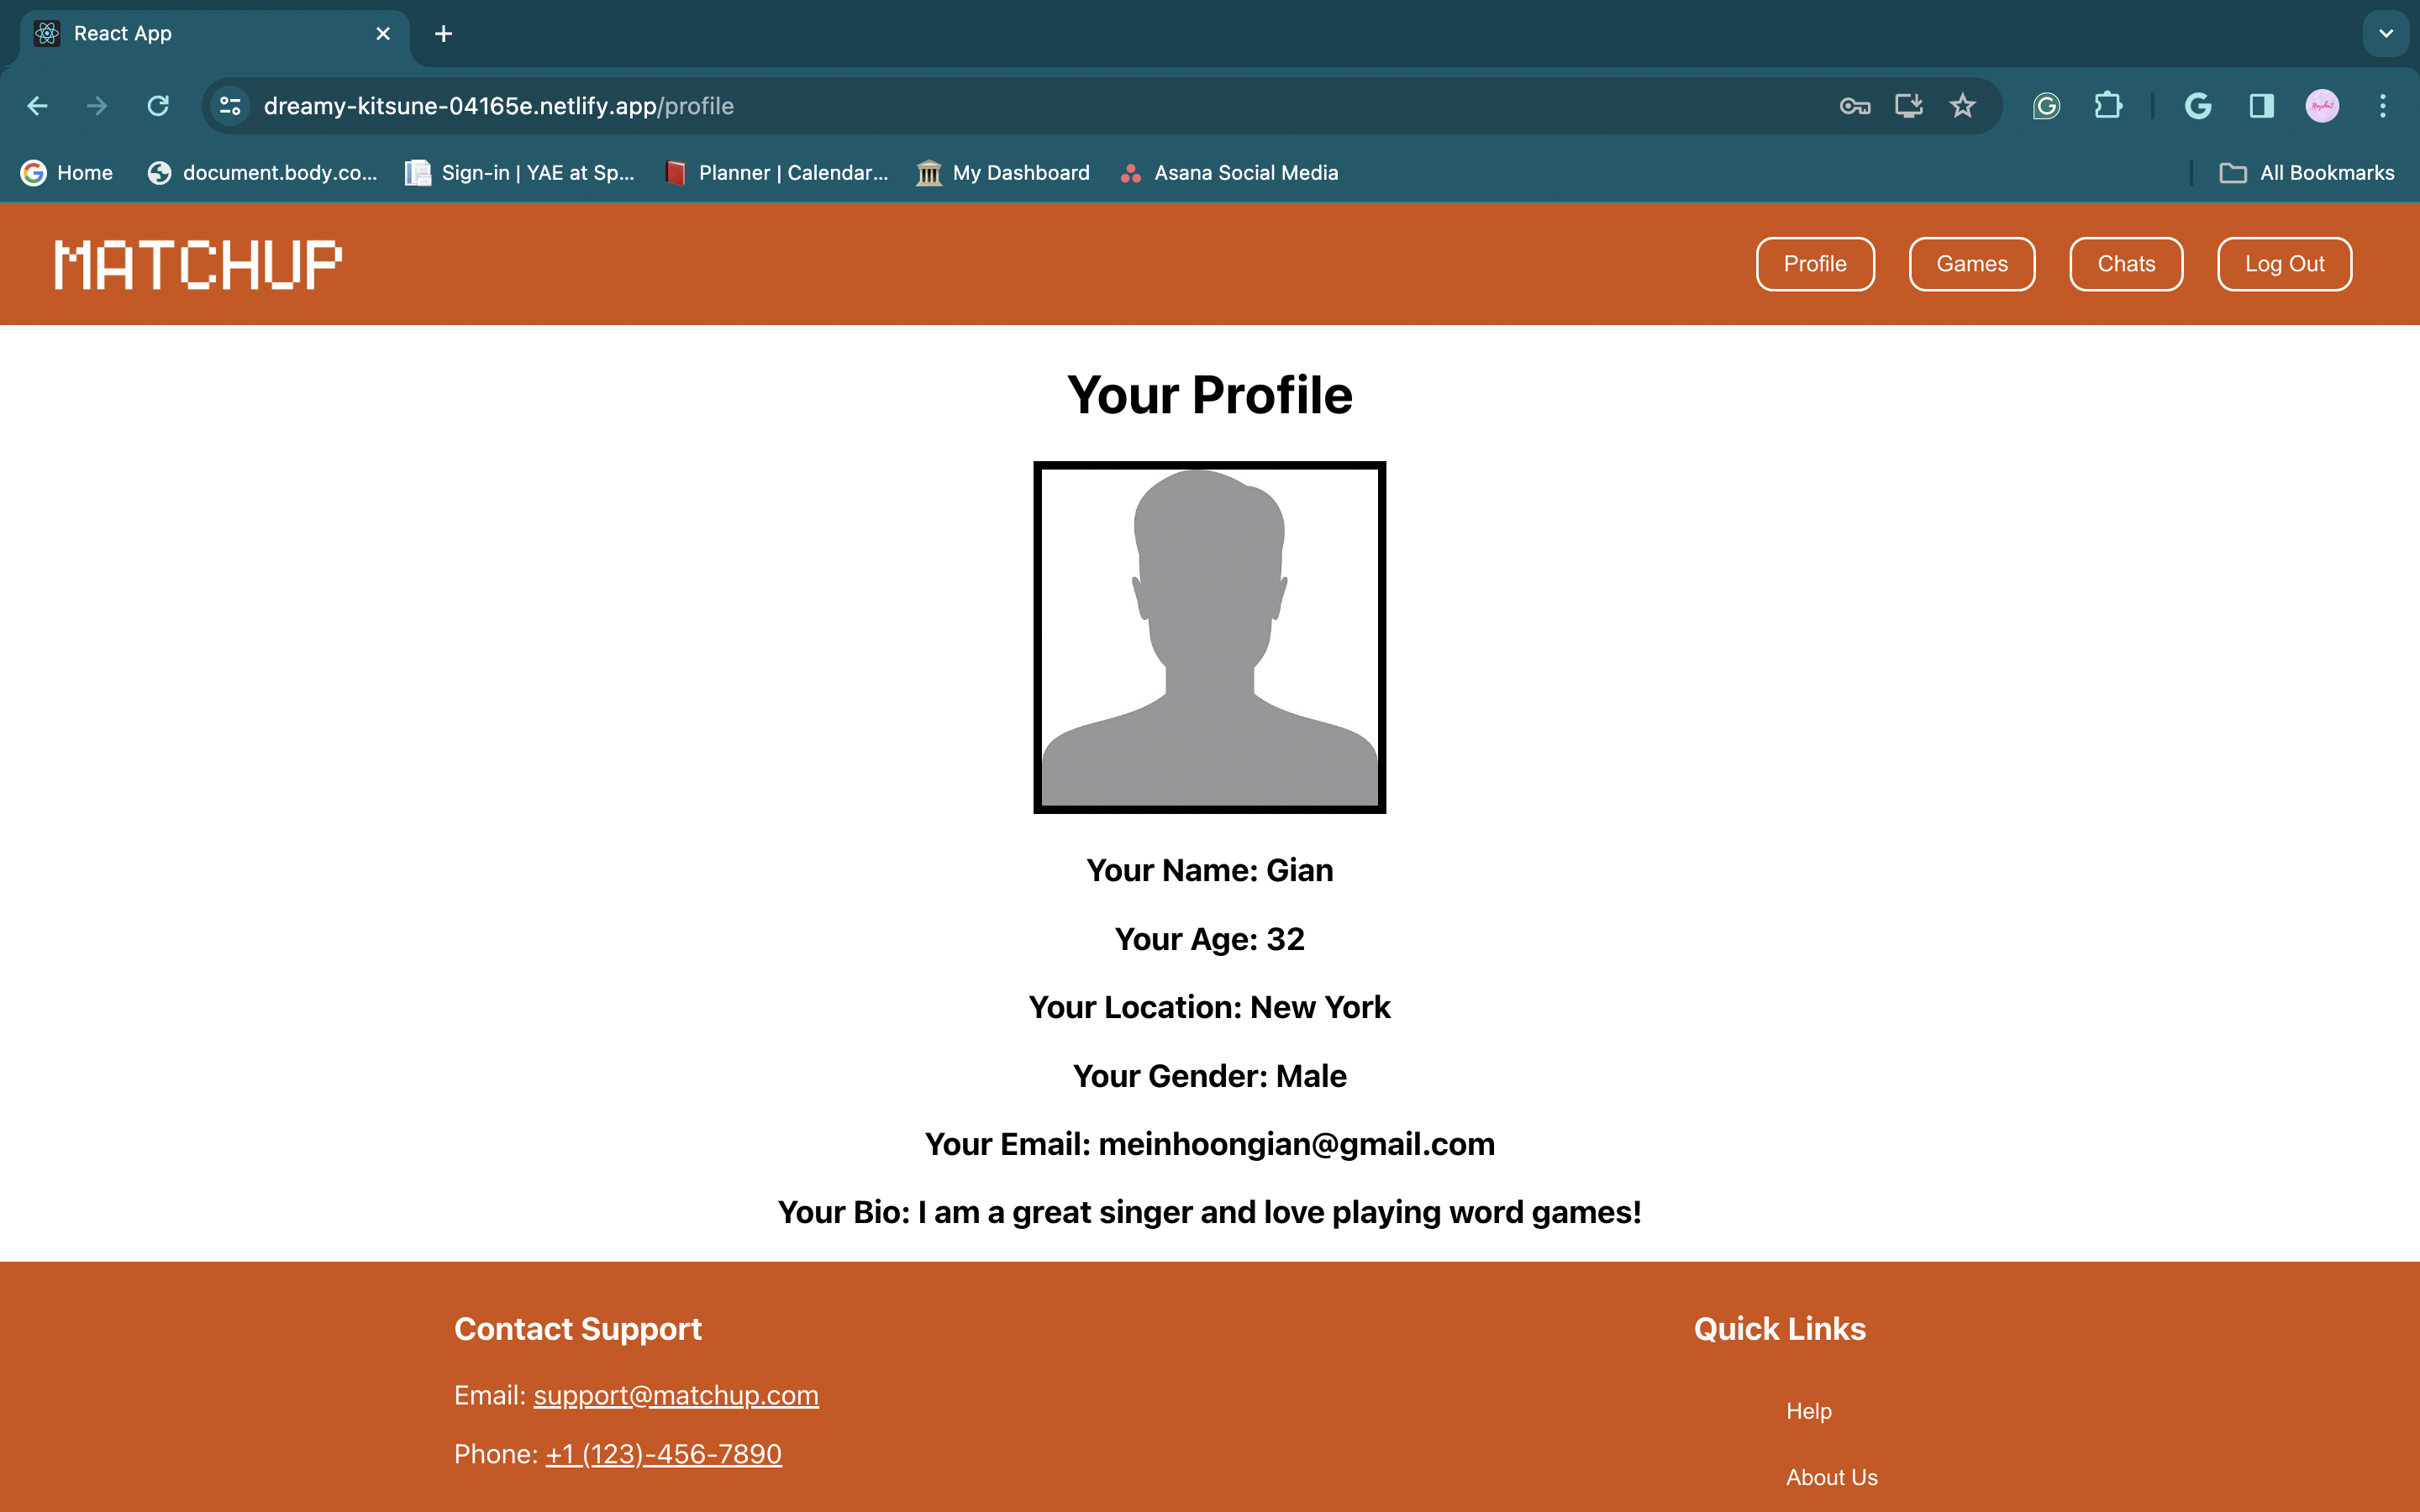 React App
dreamy-kitsune-04165e.netlify.app/profile
Home document.body.co... Sign-in | YAE at Sp... Planner | Calendar... My Dashboard Asana Social Media All Bookmarks
MATCHUP Profile Games Chats Log Out
Your Profile
Your Name: Gian
Your Age: 32
Your Location: New York
Your Gender: Male
Your Email: meinhoongian@gmail.com
Your Bio: I am a great singer and love playing word games!
Contact Support
Email: support@matchup.com
Phone: +1 (123)-456-7890
Quick Links
Help
About Us